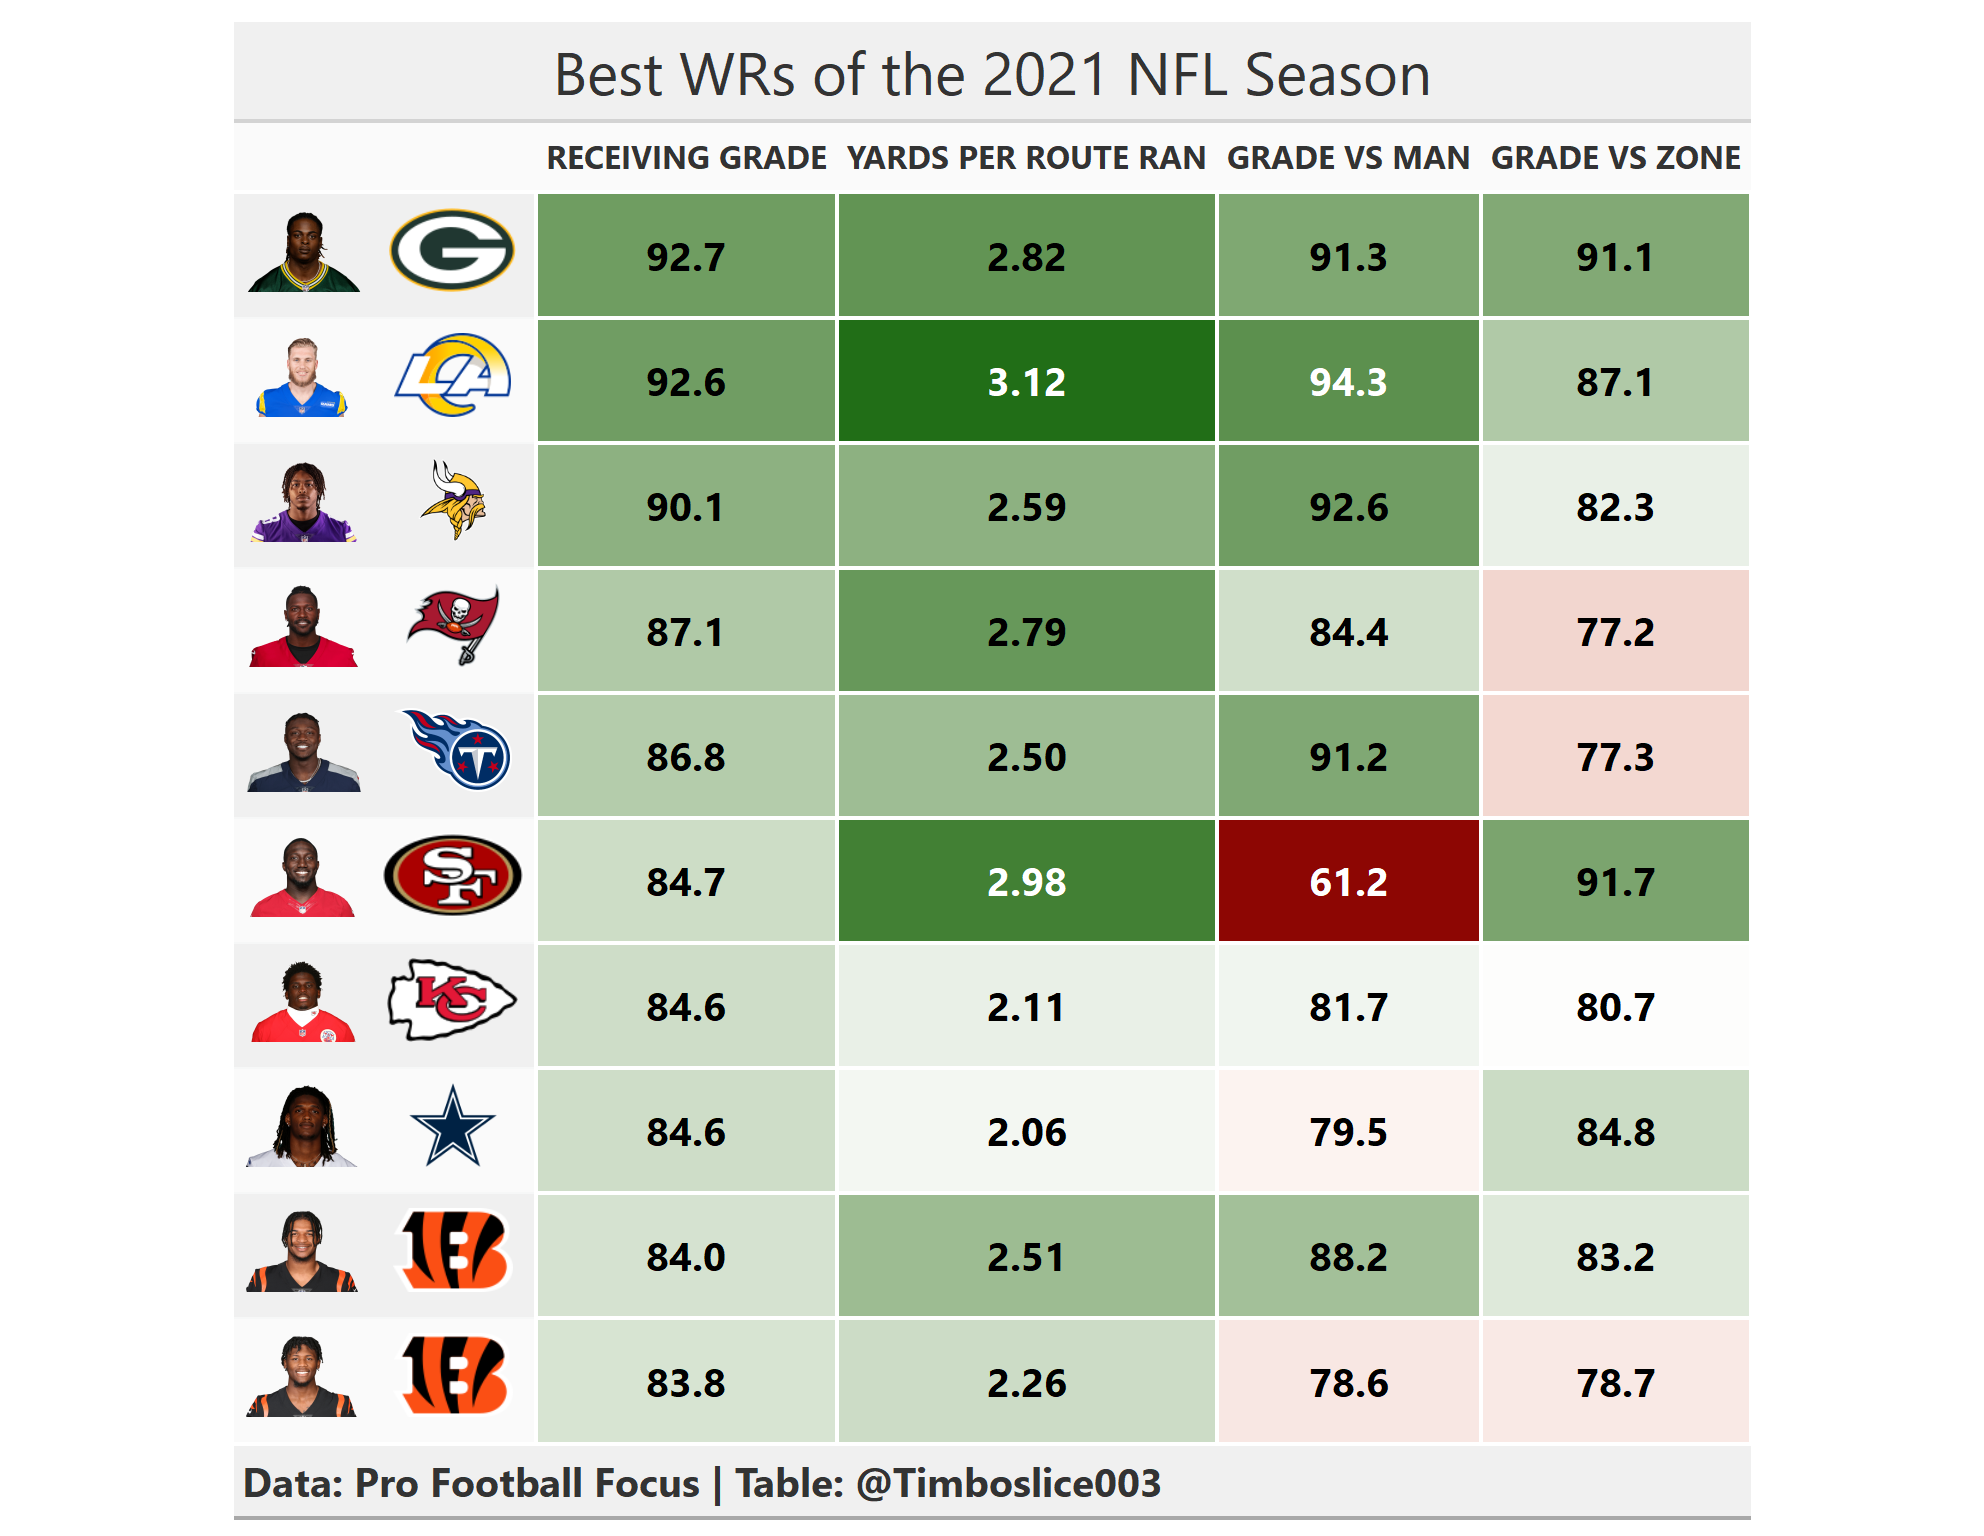 Best WRs of the 2021 NFL Season
RECEIVING GRADE YARDS PER ROUTE RAN GRADE VS MAN GRADE VS ZONE
G 92.7 2.82 91.3 91.1
LA 92.6 3.12 94.3 87.1
90.1 2.59 92.6 82.3
87.1 2.79 84.4 77.2
T 86.8 2.50 91.2 77.3
SF 84.7 2.98 61.2 91.7
KC 84.6 2.11 81.7 80.7
84.6 2.06 79.5 84.8
B 84.0 2.51 88.2 83.2
B 83.8 2.26 78.6 78.7
Data: Pro Football Focus | Table: @Timboslice003